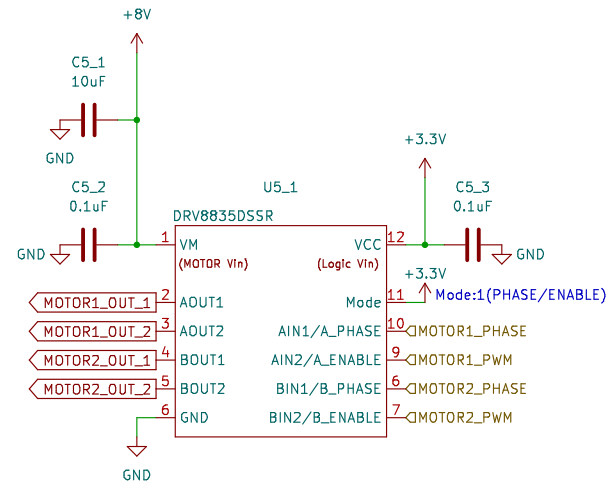 +8V
C5_1
10uF
GND
+3.3V
C5_2
0.1uF
U5_1
C5_3
0.1uF
DRV8835DSSR
GND
1
VM
(MOTOR Vin)
VCC
(Logic Vin)
12
GND
+3.3V
Mode:1(PHASE/ENABLE)
MOTOR1_OUT_1
2
AOUT1
Mode
11
MOTOR1_OUT_2
3
AOUT2
AIN1/A_PHASE
10
MOTOR1_PHASE
MOTOR2_OUT_1
4
BOUT1
AIN2/A_ENABLE
9
MOTOR1_PWM
MOTOR2_OUT_2
5
BOUT2
BIN1/B_PHASE
6
MOTOR2_PHASE
6
GND
BIN2/B_ENABLE
7
MOTOR2_PWM
GND